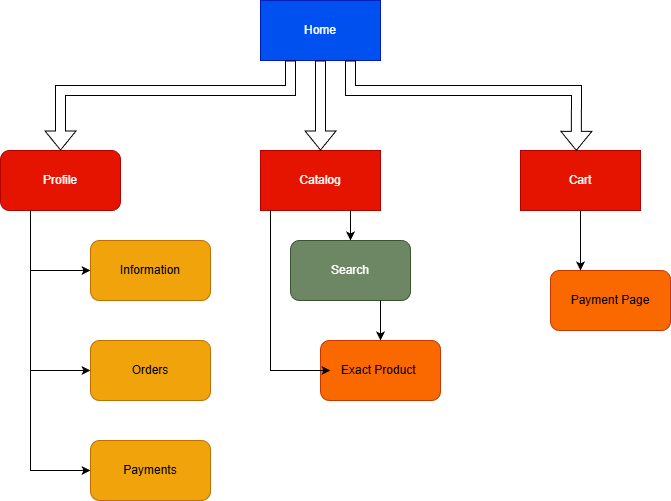 Home
Profile
Catalog
Cart
Information
Search
Payment Page
Orders
Exact Product
Payments